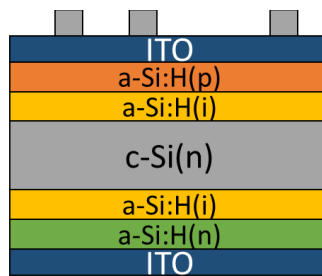 ITO
a-Si:H(p)
a-Si:H(i)
c-Si(n)
a-Si:H(i)
a-Si:H(n)
ITO